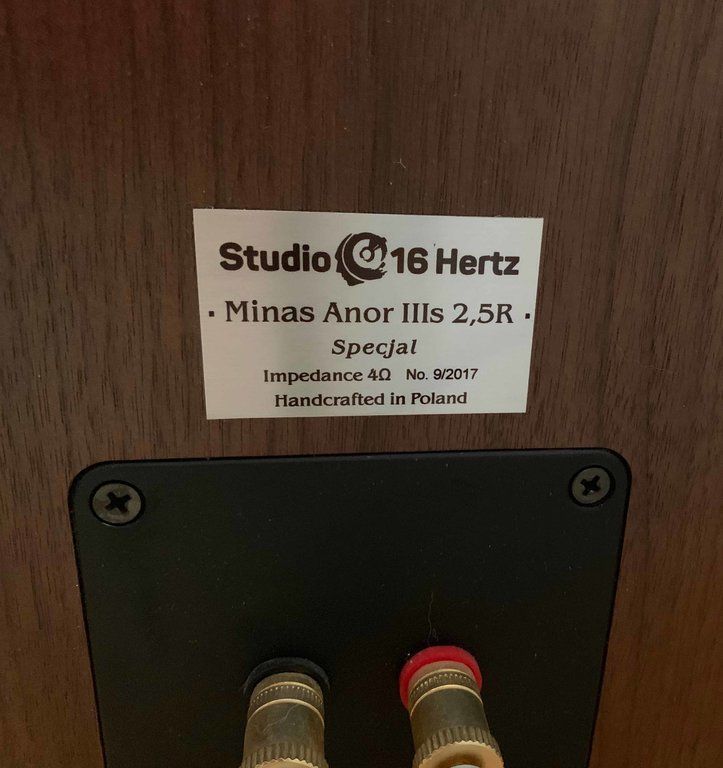 Studio 16 Hertz
· Minas Anor IIIs 2,5R ·
Specjal
Impedance 4Ω No. 9/2017
Handcrafted in Poland